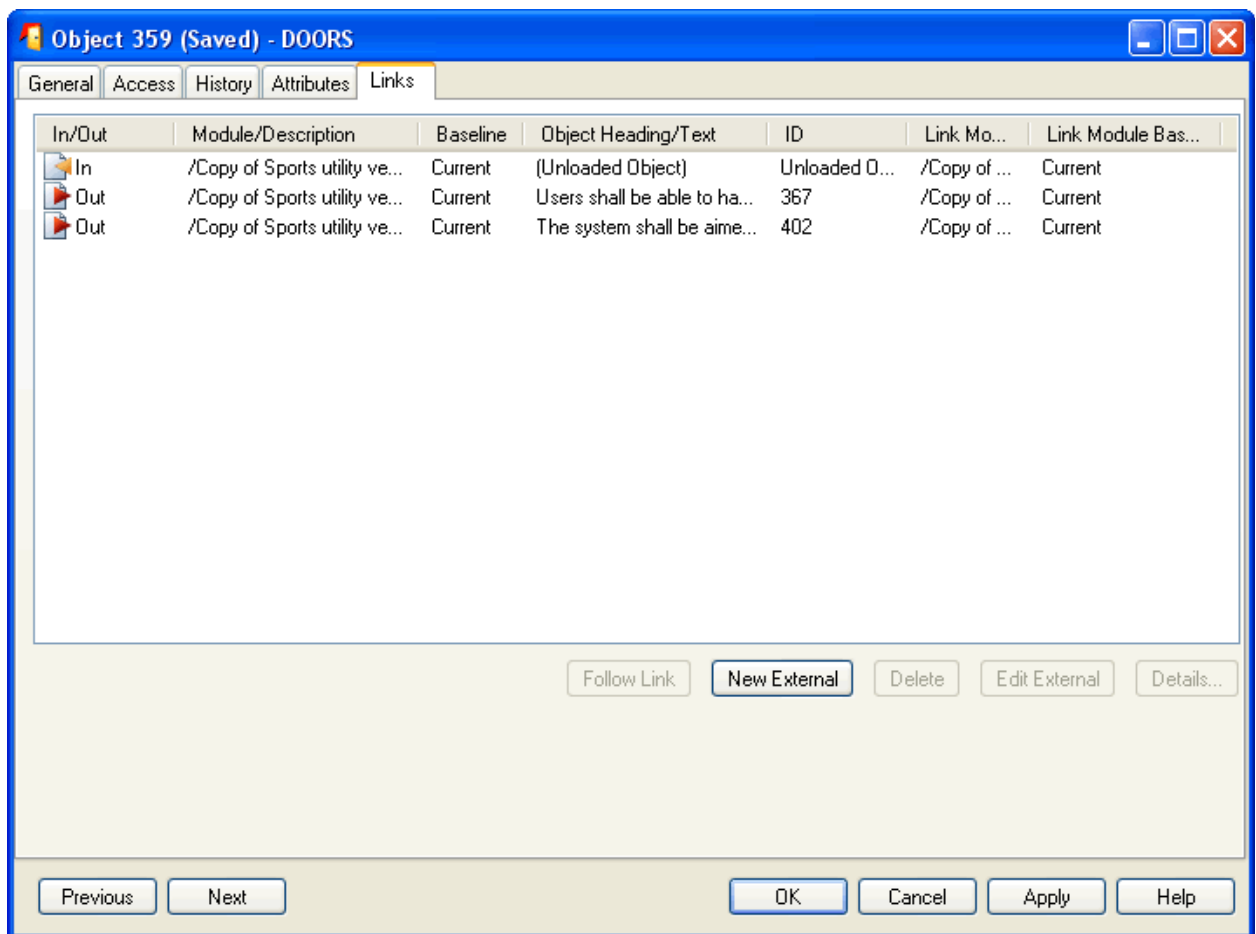 Object 359 (Saved) - DOORS
General Access History Attributes Links
In/Out Module/Description Baseline Object Heading/Text ID Link Mo... Link Module Bas...
In /Copy of Sports utility ve... Current (Unloaded Object) Unloaded O... /Copy of ... Current
Out /Copy of Sports utility ve... Current Users shall be able to ha... 367 /Copy of ... Current
Out /Copy of Sports utility ve... Current The system shall be aime... 402 /Copy of ... Current
Follow Link New External Delete Edit External Details...
Previous Next OK Cancel Apply Help